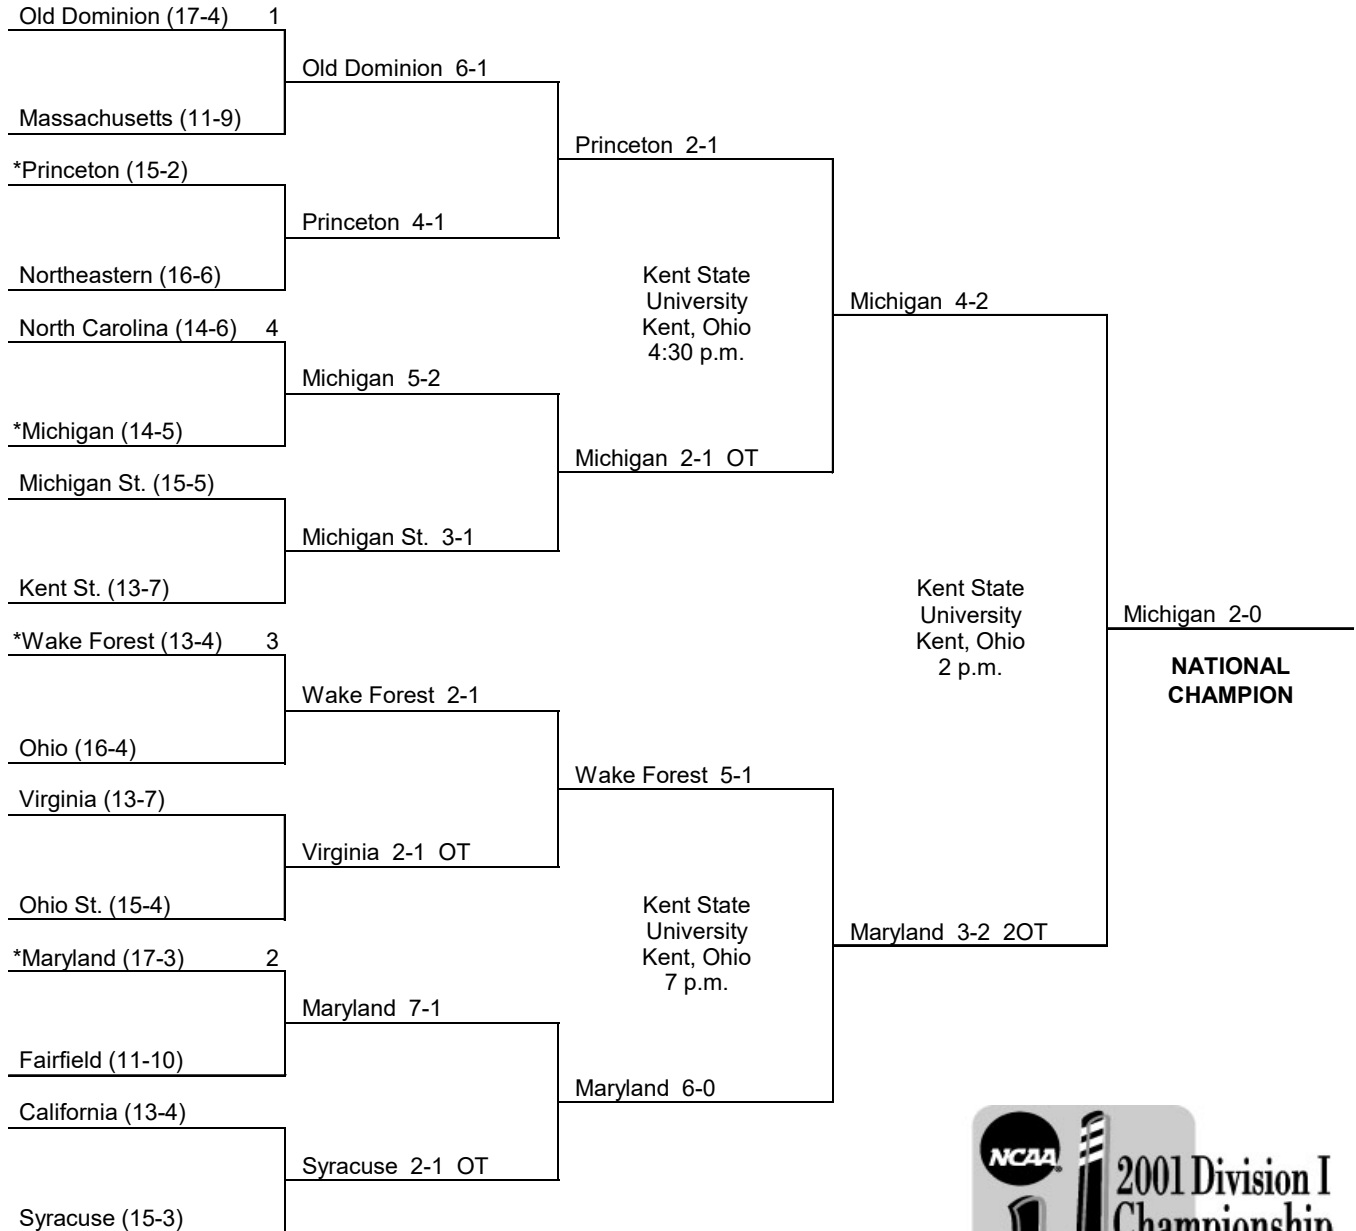 Old Dominion (17-4) 1
Massachusetts (11-9)
*Princeton (15-2)
Northeastern (16-6)
North Carolina (14-6) 4
*Michigan (14-5)
Michigan St. (15-5)
Kent St. (13-7)
*Wake Forest (13-4) 3
Ohio (16-4)
Virginia (13-7)
Ohio St. (15-4)
*Maryland (17-3) 2
Fairfield (11-10)
California (13-4)
Syracuse (15-3)
Old Dominion 6-1
Princeton 4-1
Michigan 5-2
Michigan St. 3-1
Wake Forest 2-1
Virginia 2-1 OT
Maryland 7-1
Syracuse 2-1 OT
Princeton 2-1
Kent State
University
Kent, Ohio
4:30 p.m.
Michigan 2-1 OT
Wake Forest 5-1
Kent State
University
Kent, Ohio
7 p.m.
Maryland 6-0
Michigan 4-2
Kent State
University
Kent, Ohio
2 p.m.
Maryland 3-2 2OT
Michigan 2-0
NATIONAL
CHAMPION
NCAA
2001 Division I
Championship